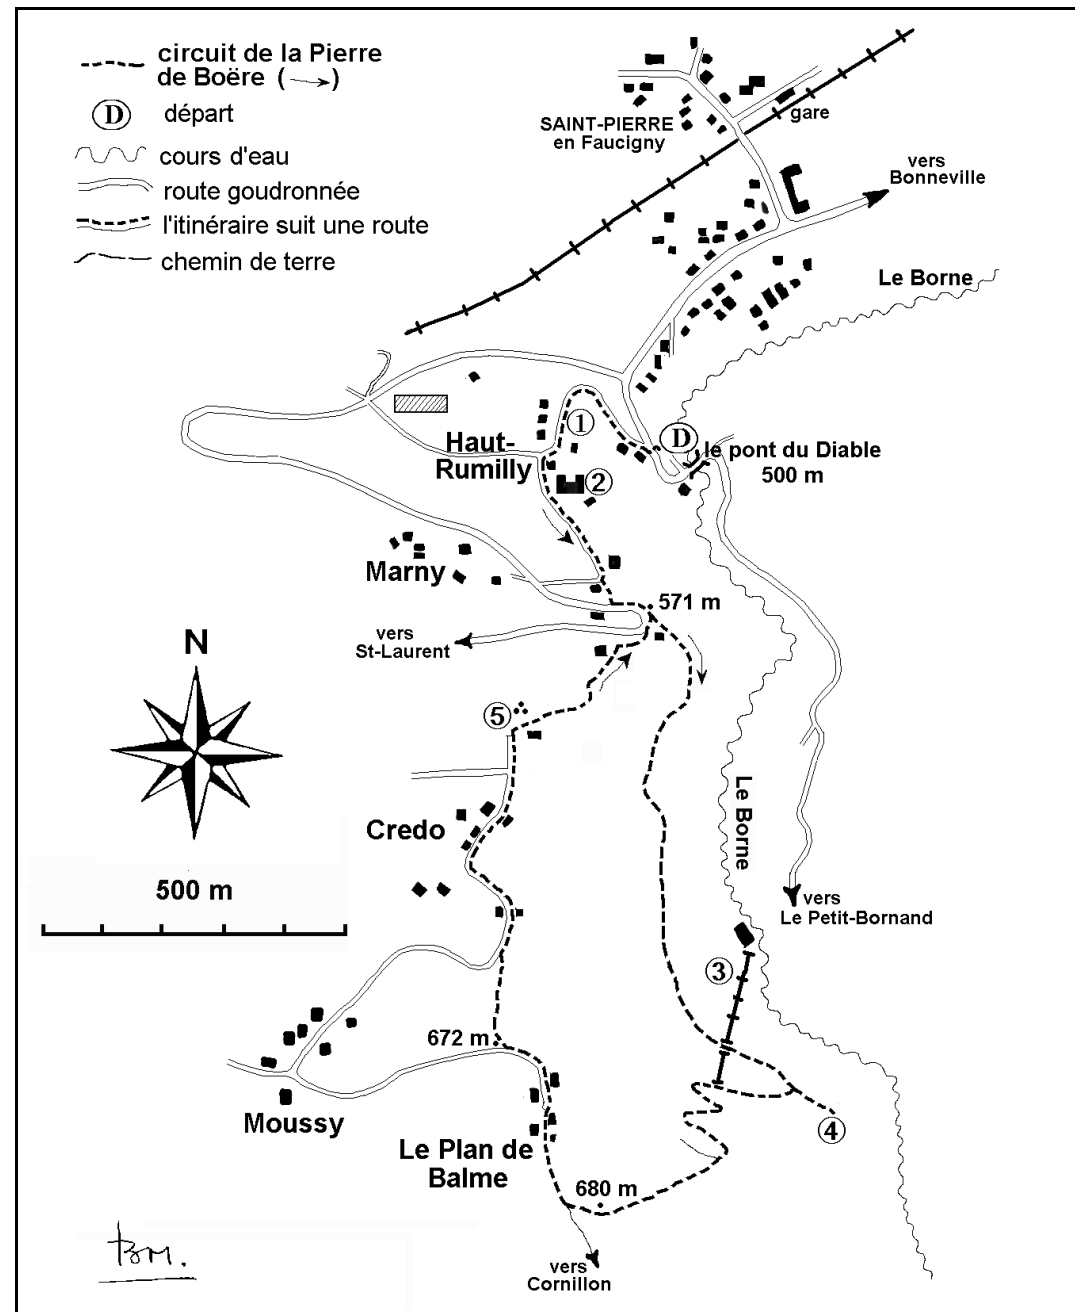 circuit de la Pierre
de Boëre (→)
D départ
cours d'eau
route goudronnée
l'itinéraire suit une route
chemin de terre
SAINT-PIERRE
en Faucigny
gare
vers
Bonneville
Le Borne
1
D
Haut-
Rumilly
le pont du Diable
500 m
2
Marny
571 m
vers
St-Laurent
N
5
Le Borne
Credo
500 m
vers
Le Petit-Bornand
3
672 m
Moussy
4
Le Plan de
Balme
680 m
BM.
vers
Cornillon